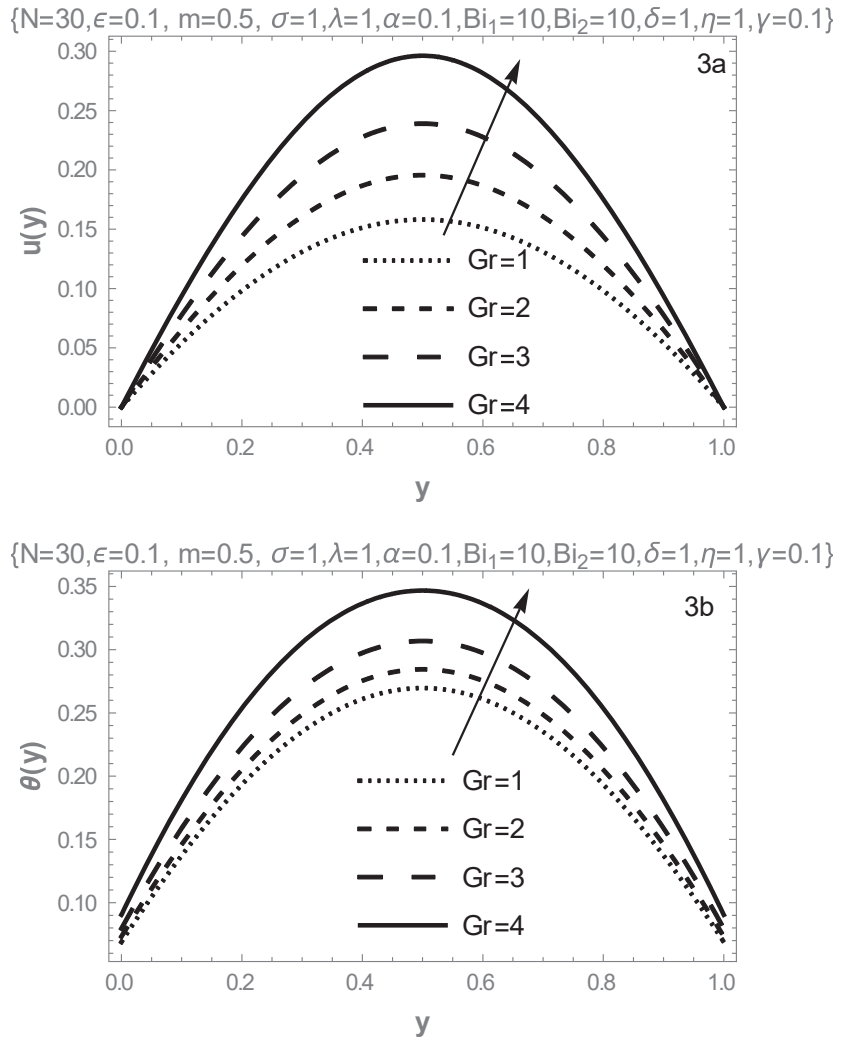 {N=30,ϵ=0.1, m=0.5, σ=1,λ=1,α=0.1,Bi₁=10,Bi₂=10,δ=1,η=1,γ=0.1}
3a
0.30
0.25
0.20
0.15
0.10
0.05
0.00
u(y)
Gr=1
Gr=2
Gr=3
Gr=4
0.0 0.2 0.4 0.6 0.8 1.0
y
{N=30,ϵ=0.1, m=0.5, σ=1,λ=1,α=0.1,Bi₁=10,Bi₂=10,δ=1,η=1,γ=0.1}
3b
0.35
0.30
0.25
0.20
0.15
0.10
θ(y)
Gr=1
Gr=2
Gr=3
Gr=4
0.0 0.2 0.4 0.6 0.8 1.0
y